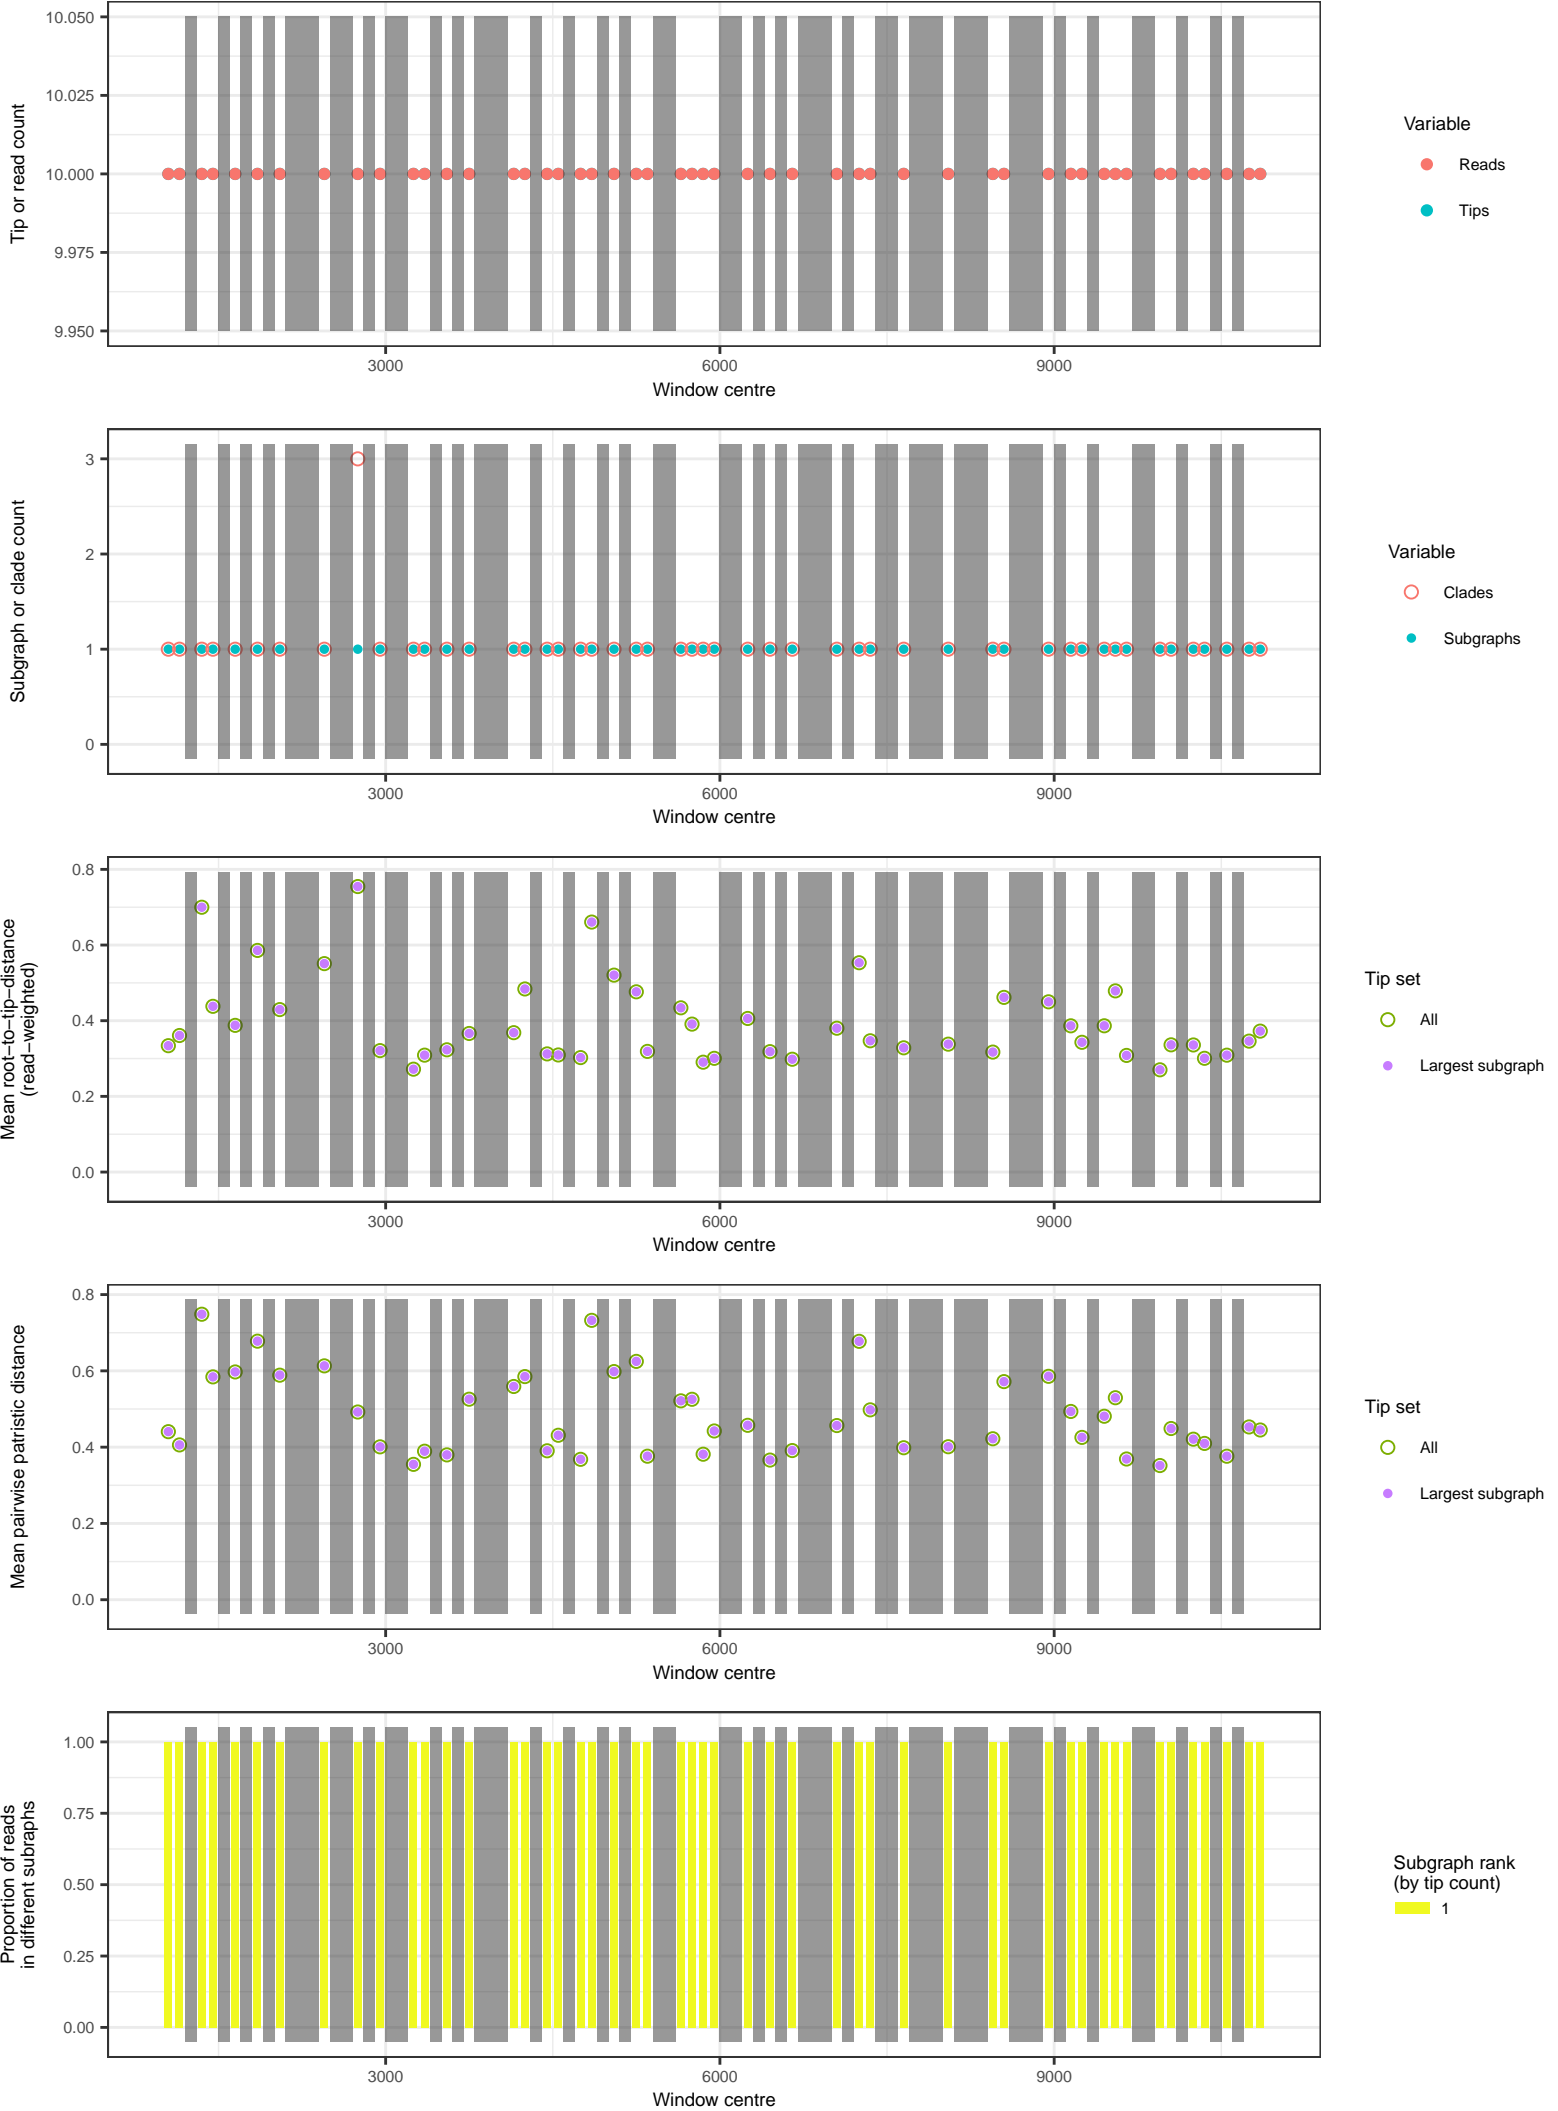 10.050
10.025
10.000
9.975
9.950
Tip or read count
3000
6000
9000
Window centre
Variable
Reads
Tips
3
2
1
0
Subgraph or clade count
3000
6000
9000
Window centre
Variable
Clades
Subgraphs
0.8
0.6
0.4
0.2
0.0
Mean root−to−tip−distance
(read−weighted)
3000
6000
9000
Window centre
Tip set
All
Largest subgraph
0.8
0.6
0.4
0.2
0.0
Mean pairwise patristic distance
3000
6000
9000
Window centre
Tip set
All
Largest subgraph
1.00
0.75
0.50
0.25
0.00
Proportion of reads
in different subraphs
3000
6000
9000
Window centre
Subgraph rank
(by tip count)
1